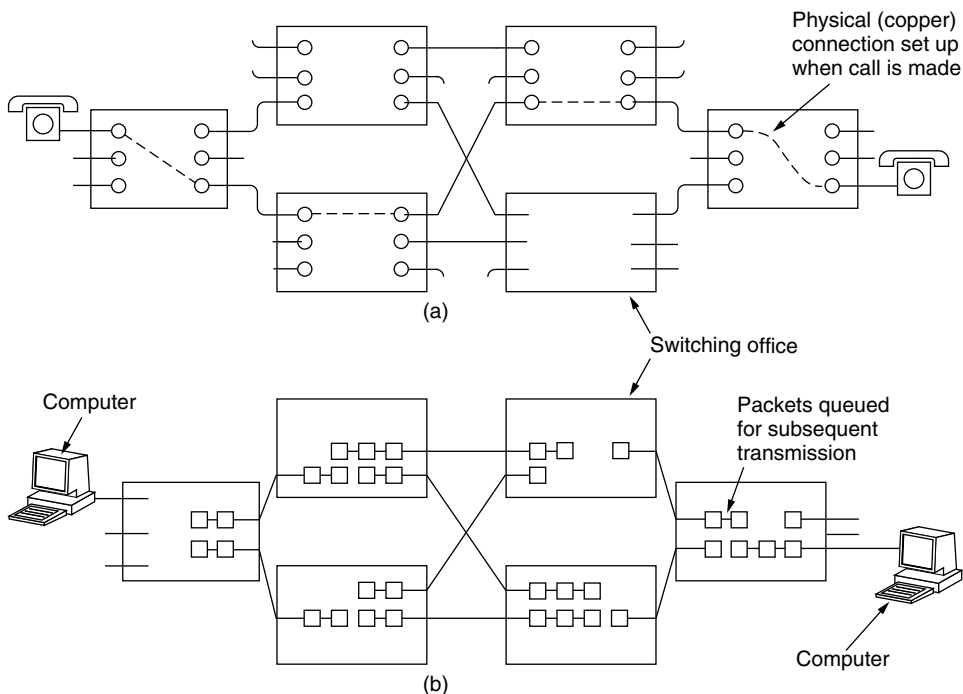 Physical (copper)
connection set up
when call is made
(a)
Switching office
Computer
Packets queued
for subsequent
transmission
Computer
(b)